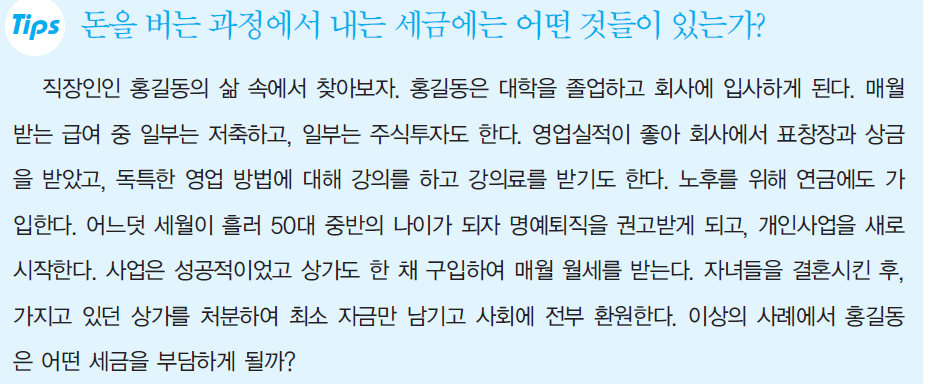 Tips 돈을 버는 과정에서 내는 세금에는 어떤 것들이 있는가?
직장인인 홍길동의 삶 속에서 찾아보자. 홍길동은 대학을 졸업하고 회사에 입사하게 된다. 매월
받는 급여 중 일부는 저축하고, 일부는 주식투자도 한다. 영업실적이 좋아 회사에서 표창장과 상금
을 받았고, 독특한 영업 방법에 대해 강의를 하고 강의료를 받기도 한다. 노후를 위해 연금에도 가
입한다. 어느덧 세월이 흘러 50대 중반의 나이가 되자 명예퇴직을 권고받게 되고, 개인사업을 새로
시작한다. 사업은 성공적이었고 상가도 한 채 구입하여 매월 월세를 받는다. 자녀들을 결혼시킨 후,
가지고 있던 상가를 처분하여 최소 자금만 남기고 사회에 전부 환원한다. 이상의 사례에서 홍길동
은 어떤 세금을 부담하게 될까?